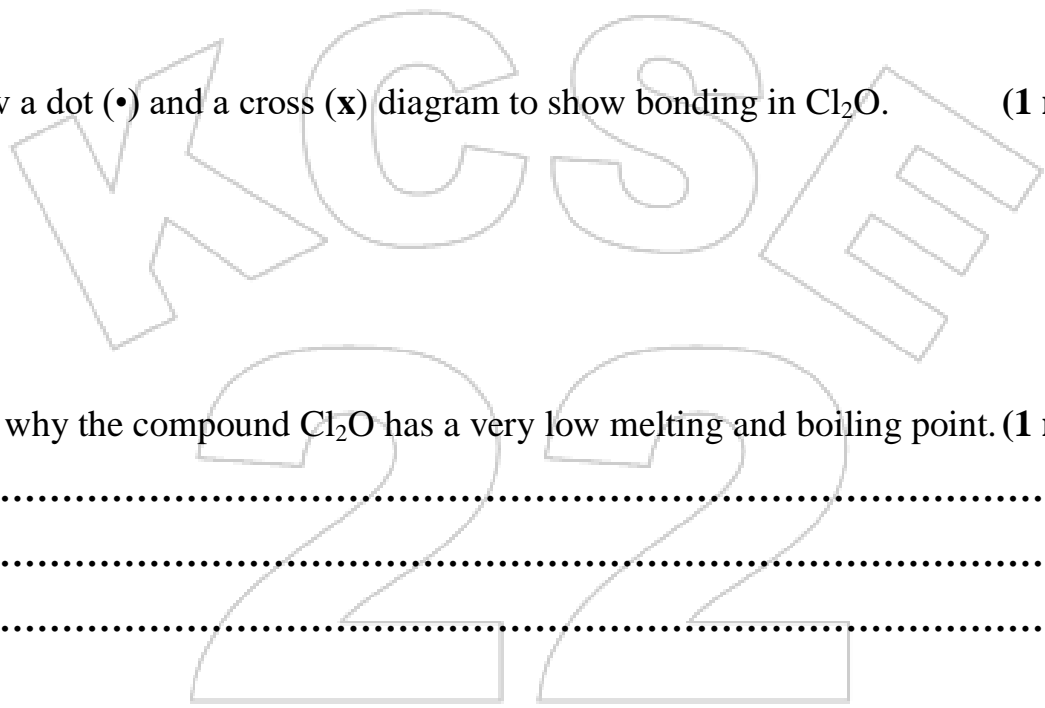 KCSE
a dot (•) and a cross (x) diagram to show bonding in Cl₂O. (1
why the compound Cl₂O has a very low melting and boiling point. (1
........................................................................................
........................................................................................
........................................................................................
22